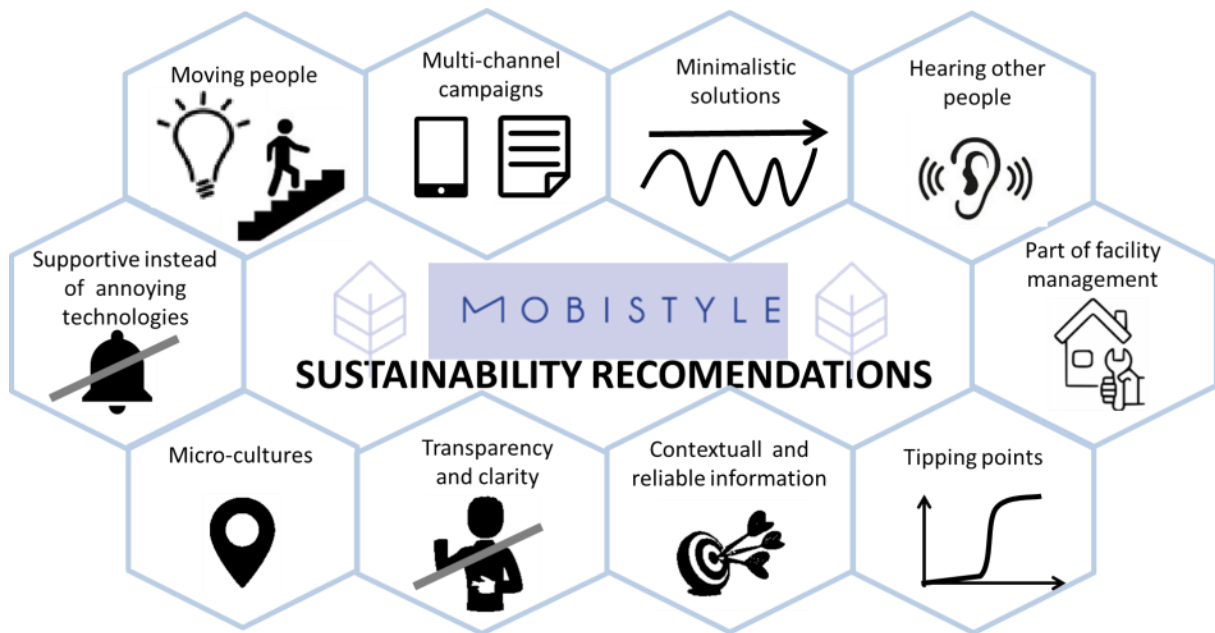 Moving people
Multi-channel
campaigns
Minimalistic
solutions
Hearing other
people
Supportive instead
of annoying
technologies
MOBISTYLE
SUSTAINABILITY RECOMENDATIONS
Part of facility
management
Micro-cultures
Transparency
and clarity
Contextuall and
reliable information
Tipping points